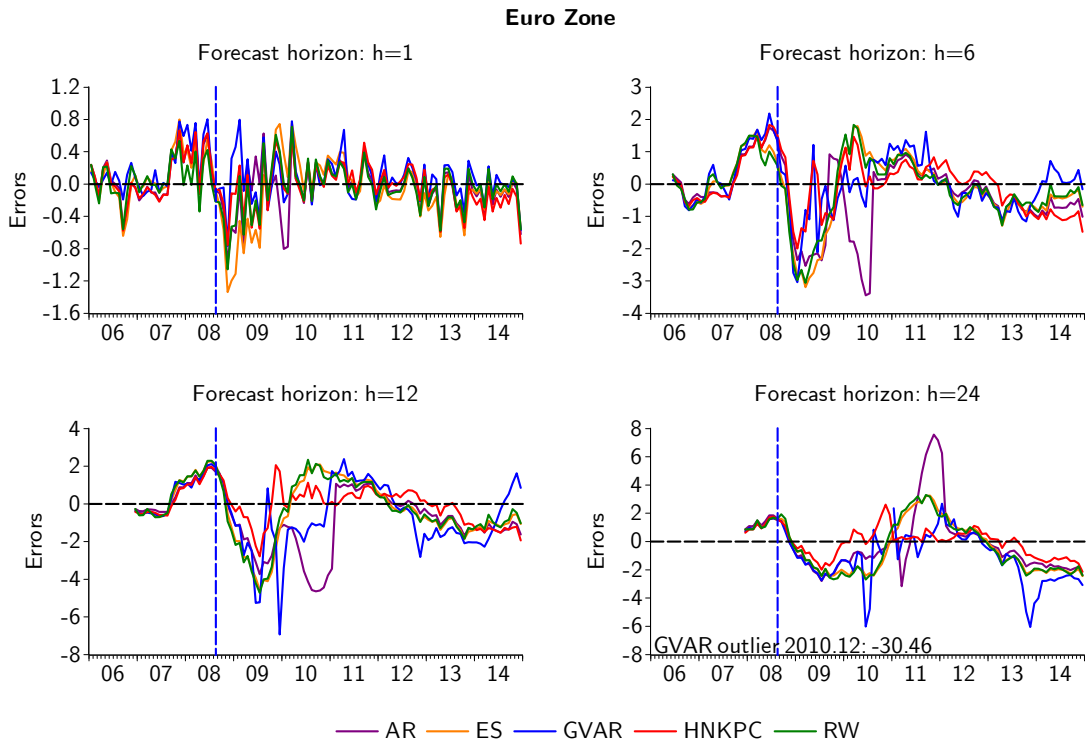 Euro Zone
Forecast horizon: h=1
1.2
0.8
0.4
0.0
-0.4
-0.8
-1.2
-1.6
Errors
06 07 08 09 10 11 12 13 14
Forecast horizon: h=6
3
2
1
0
-1
-2
-3
-4
Errors
06 07 08 09 10 11 12 13 14
Forecast horizon: h=12
4
2
0
-2
-4
-6
-8
Errors
06 07 08 09 10 11 12 13 14
Forecast horizon: h=24
8
6
4
2
0
-2
-4
-6
-8
Errors
GVAR outlier 2010.12: -30.46
06 07 08 09 10 11 12 13 14
AR ES GVAR HNKPC RW